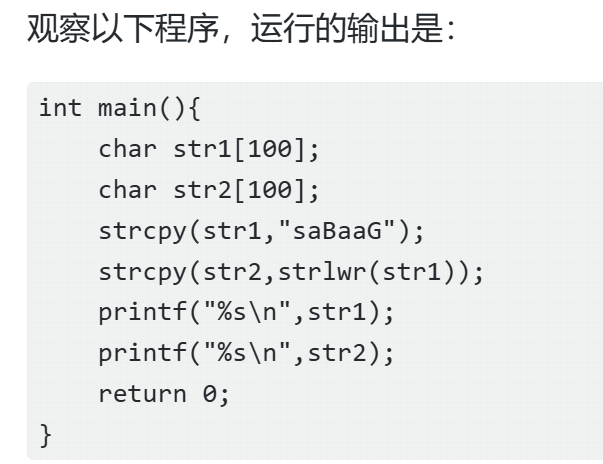 观察以下程序，运行的输出是：
int main(){
    char str1[100];
    char str2[100];
    strcpy(str1,"saBaaG");
    strcpy(str2,strlwr(str1));
    printf("%s\n",str1);
    printf("%s\n",str2);
    return 0;
}